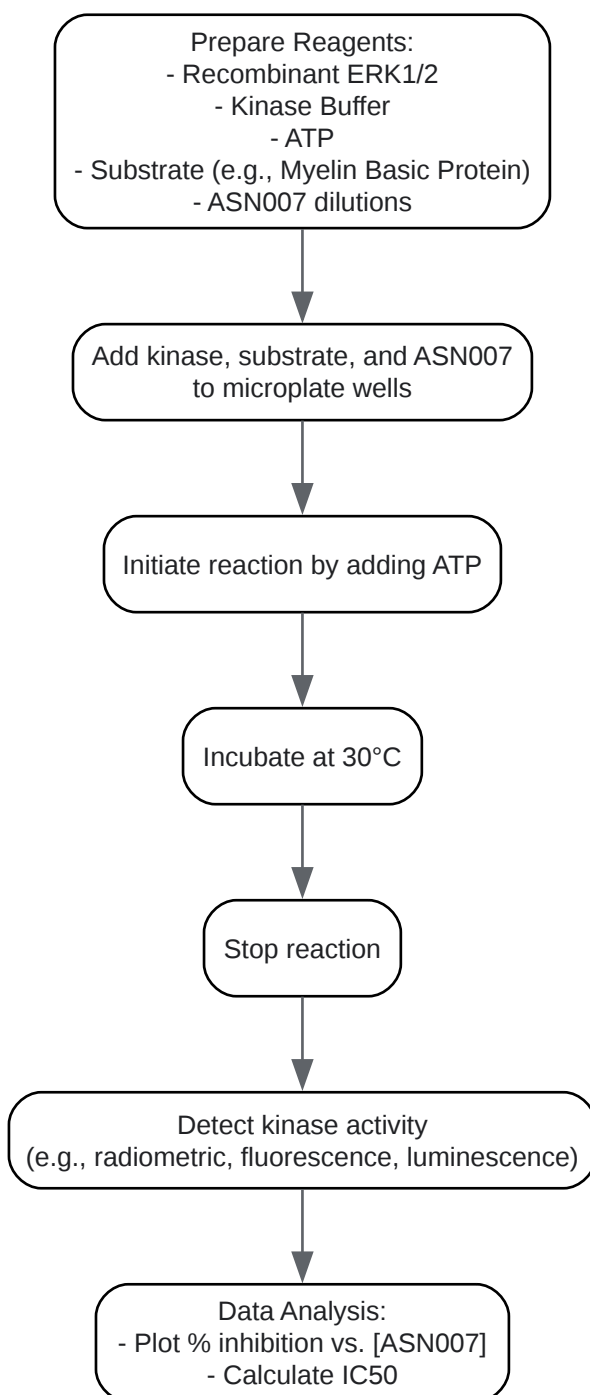 Prepare Reagents:
- Recombinant ERK1/2
- Kinase Buffer
- ATP
- Substrate (e.g., Myelin Basic Protein)
- ASN007 dilutions
Add kinase, substrate, and ASN007
to microplate wells
Initiate reaction by adding ATP
Incubate at 30°C
Stop reaction
Detect kinase activity
(e.g., radiometric, fluorescence, luminescence)
Data Analysis:
- Plot % inhibition vs. [ASN007]
- Calculate IC50